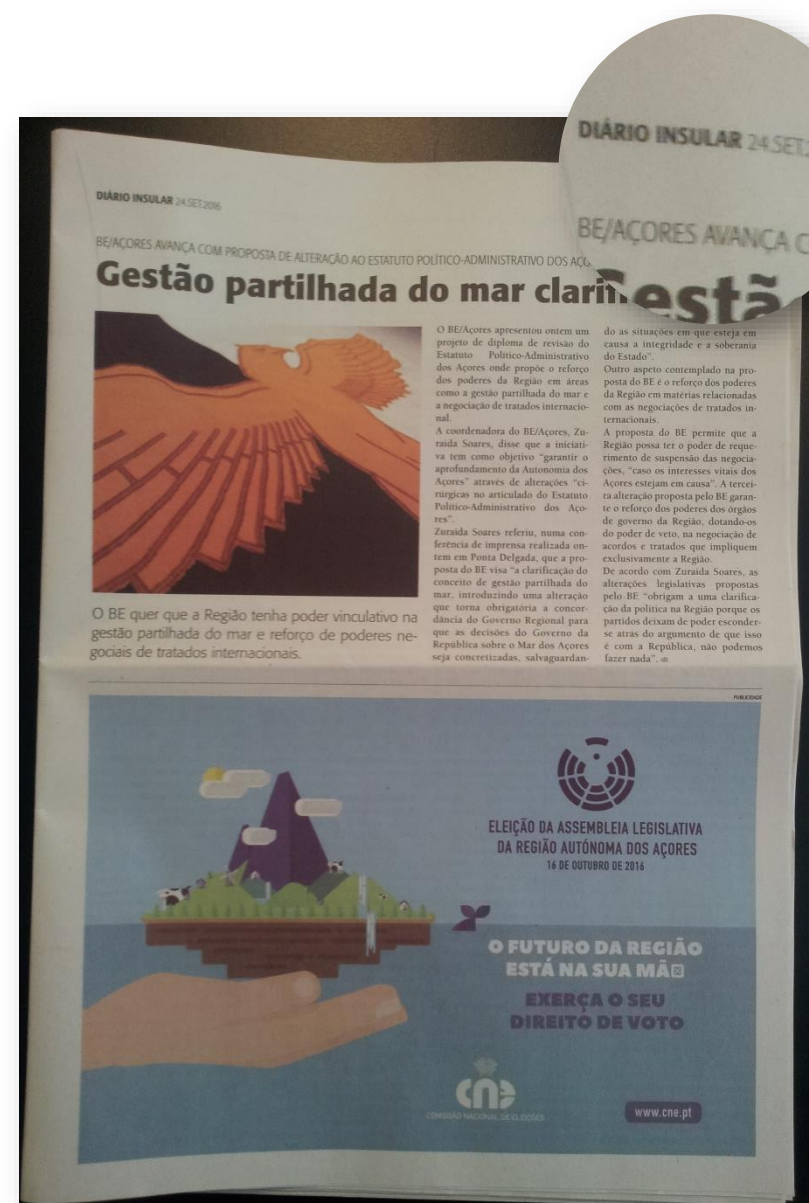 DIÁRIO INSULAR 24.SET.
BE/AÇORES AVANÇA
DIÁRIO INSULAR 24.SET.2016
BE/AÇORES AVANÇA COM PROPOSTA DE ALTERAÇÃO AO ESTATUTO POLÍTICO-ADMINISTRATIVO DOS
Gestão partilhada do mar
O BE/Açores apresentou ontem um
projeto de diploma de revisão do
Estatuto Político-Administrativo
dos Açores onde propõe o reforço
dos poderes da Região em áreas
como a gestão partilhada do mar e
a negociação de tratados internacio-
nal.
A coordenadora do BE/Açores, Zu-
raida Soares, disse que a iniciati-
va tem como objetivo "garantir o
aprofundamento da Autonomia dos
Açores" através de alterações "ci-
rúrgicas no articulado do Estatuto
Político-Administrativo dos Aço-
res".
Zuraida Soares referiu, numa con-
ferência de imprensa realizada on-
tem em Ponta Delgada, que a pro-
posta do BE visa "a clarificação do
conceito de gestão partilhada do
mar, introduzindo uma alteração
que torna obrigatória a concor-
dância do Governo Regional para
que as decisões do Governo da
República sobre o Mar dos Açores
seja concretizadas, salvaguardan-
do as situações em que esteja em
causa a integridade e a soberania
do Estado".
Outro aspeto contemplado na pro-
posta do BE é o reforço dos poderes
da Região em matérias relacionadas
com as negociações de tratados in-
ternacionais.
A proposta do BE permite que a
Região possa ter o poder de reque-
rimento de suspensão das negocia-
ções, "caso os interesses vitais dos
Açores estejam em causa". A tercei-
ra alteração proposta pelo BE garan-
te o reforço dos poderes dos órgãos
de governo da Região, dotando-os
do poder de veto, na negociação de
acordos e tratados que impliquem
exclusivamente a Região.
De acordo com Zuraida Soares, as
alterações legislativas propostas
pelo BE "obrigam a uma clarifica-
ção da política na Região porque os
partidos deixam de poder esconder-
se atras do argumento de que isso
é com a República, não podemos
fazer nada".
O BE quer que a Região tenha poder vinculativo na
gestão partilhada do mar e reforço de poderes ne-
gociais de tratados internacionais.
PUBLICIDADE
ELEIÇÃO DA ASSEMBLEIA LEGISLATIVA
DA REGIÃO AUTÓNOMA DOS AÇORES
16 DE OUTUBRO DE 2016
O FUTURO DA REGIÃO
ESTÁ NA SUA MÃO
EXERÇA O SEU
DIREITO DE VOTO
cne
COMISSÃO NACIONAL DE ELEIÇÕES
www.cne.pt